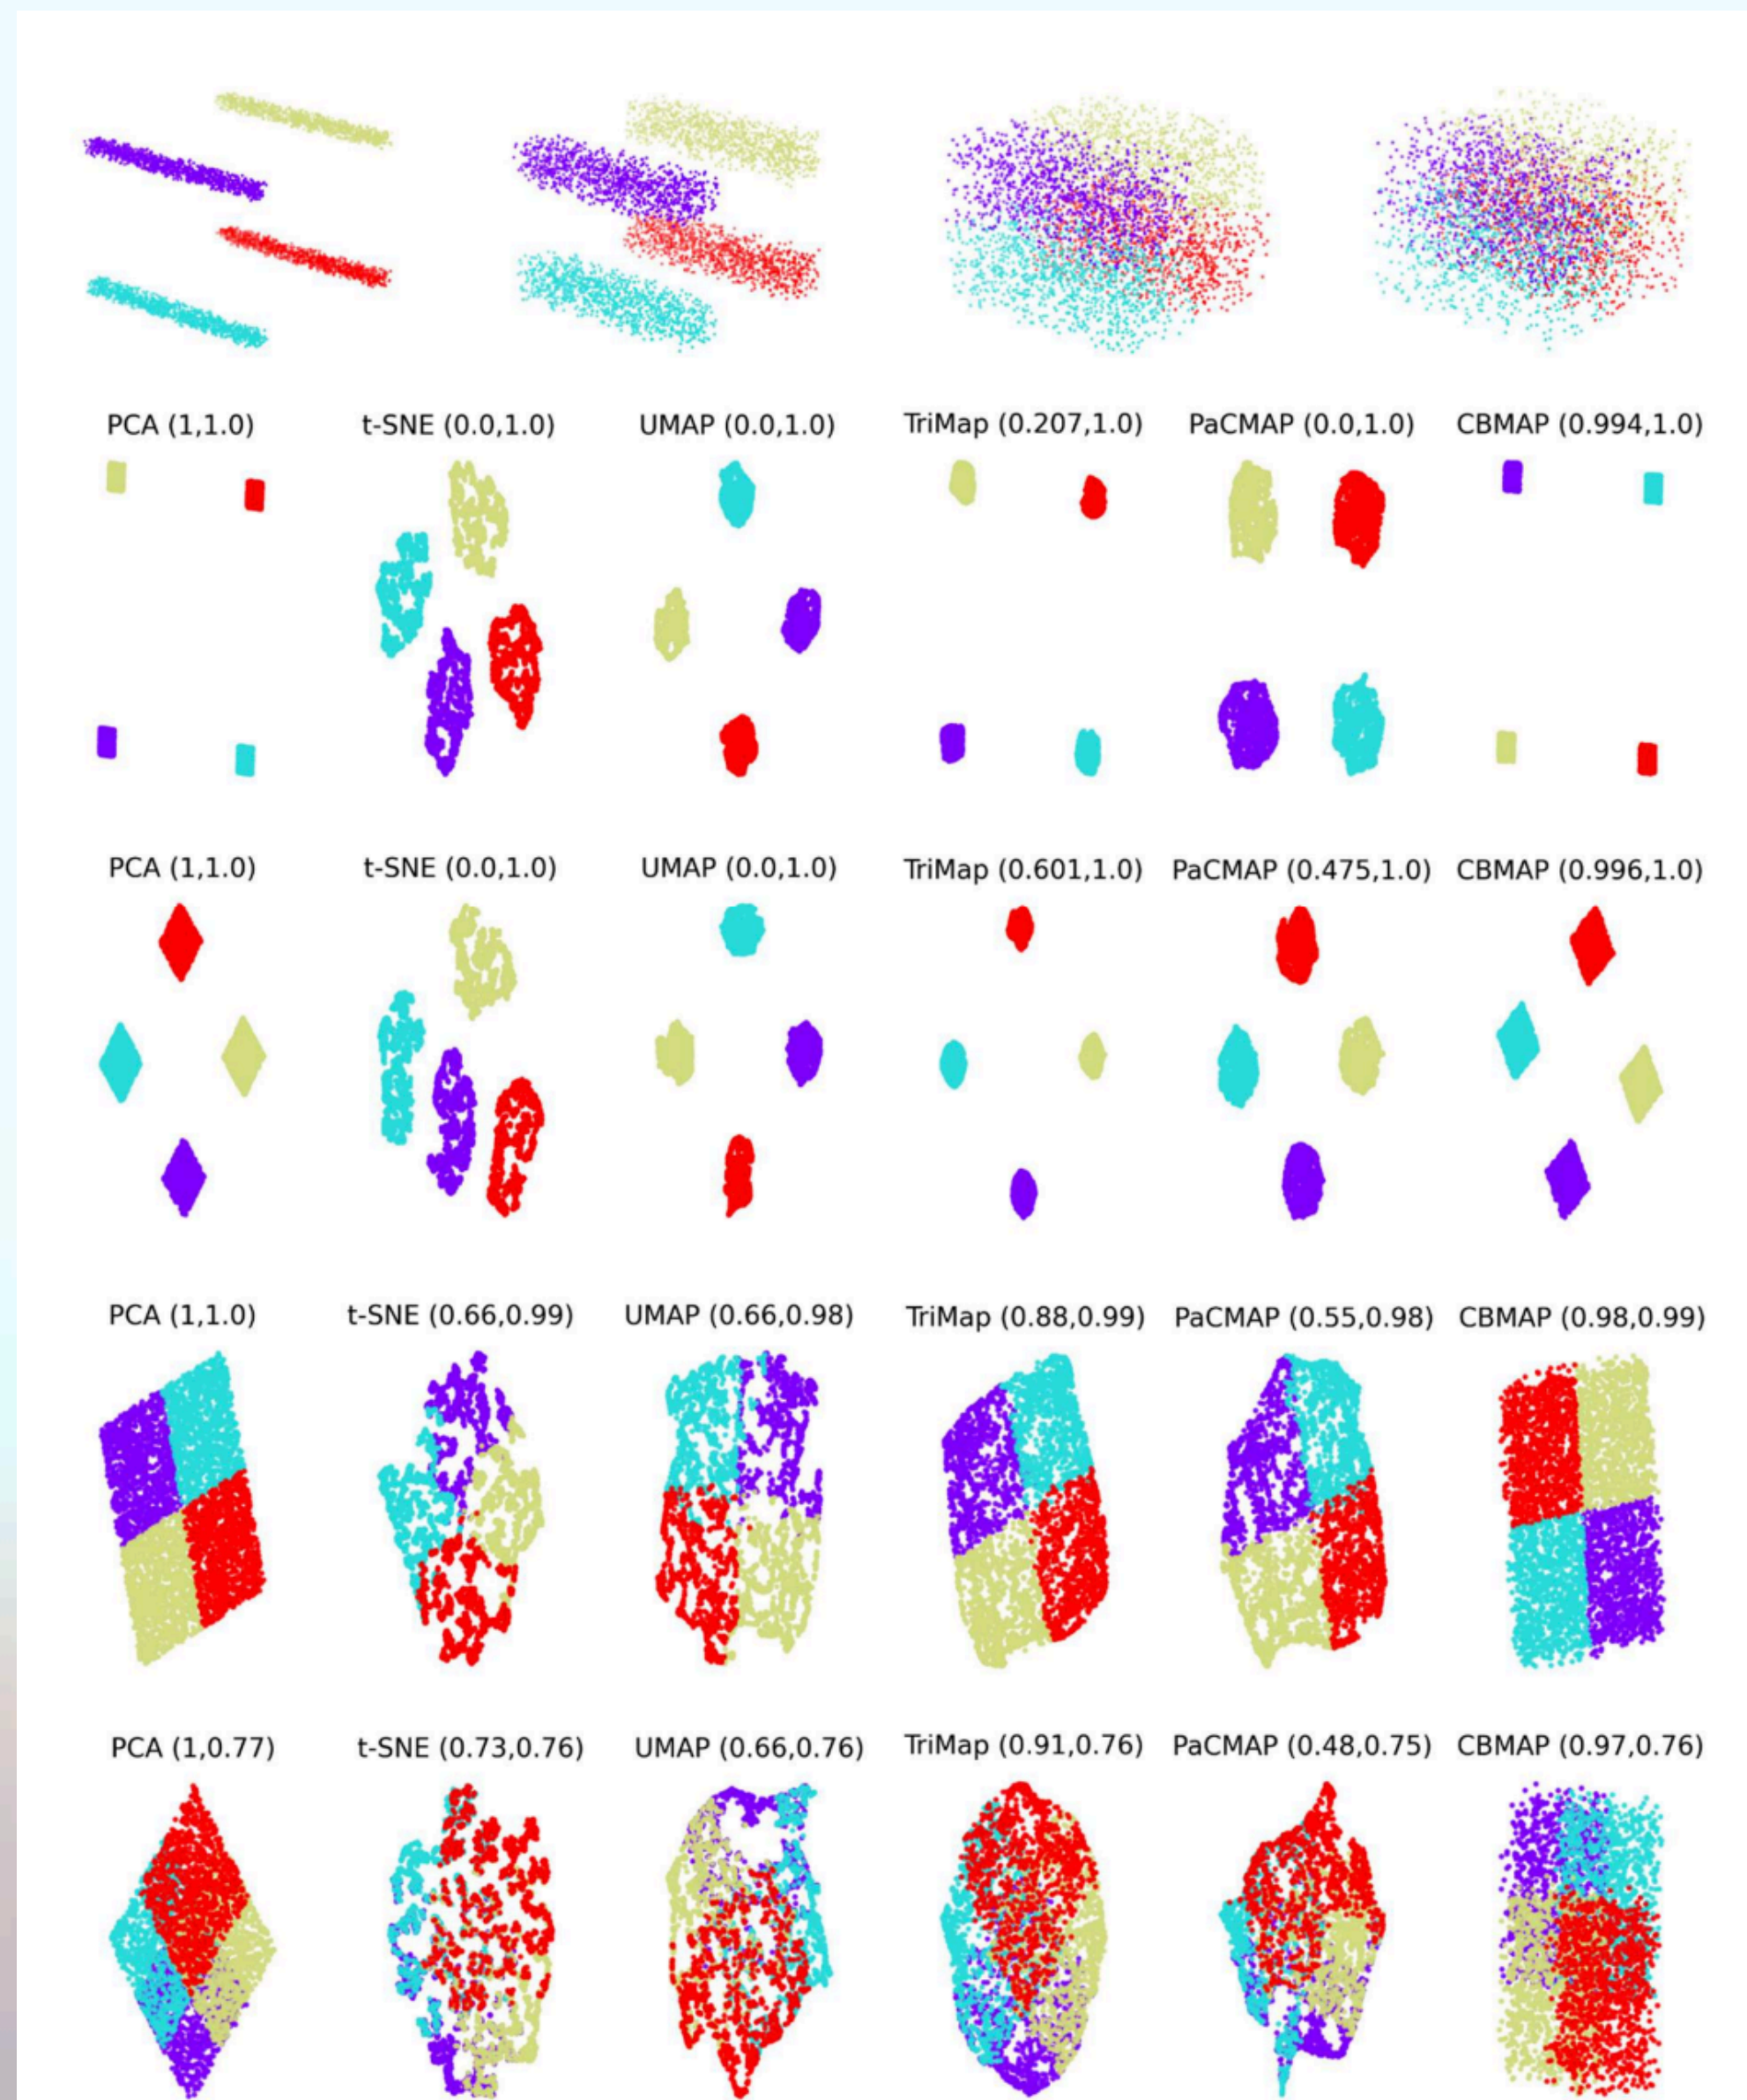 PCA (1,1.0) t-SNE (0.0,1.0) UMAP (0.0,1.0) TriMap (0.207,1.0) PaCMAP (0.0,1.0) CBMAP (0.994,1.0)
PCA (1,1.0) t-SNE (0.0,1.0) UMAP (0.0,1.0) TriMap (0.601,1.0) PaCMAP (0.475,1.0) CBMAP (0.996,1.0)
PCA (1,1.0) t-SNE (0.66,0.99) UMAP (0.66,0.98) TriMap (0.88,0.99) PaCMAP (0.55,0.98) CBMAP (0.98,0.99)
PCA (1,0.77) t-SNE (0.73,0.76) UMAP (0.66,0.76) TriMap (0.91,0.76) PaCMAP (0.48,0.75) CBMAP (0.97,0.76)